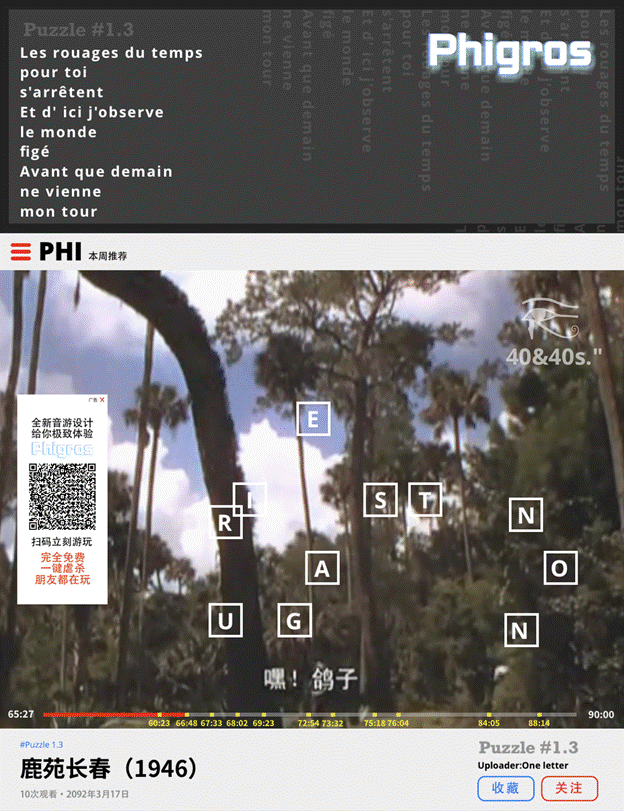 Puzzle #1.3
Les rouages du temps
pour toi
s'arrêtent
Et d' ici j'observe
le monde
figé
Avant que demain
ne vienne
mon tour
Phigros
PHI 本周推荐
40&40s."
广告 X
全新音游设计
给你极致体验
Phigros
扫码立刻游玩
完全免费
一键虐杀
朋友都在玩
E
I S T
R N
A O
U G N
嘿！鸽子
65:27 90:00
60:23 66:48 67:33 68:02 69:23 72:54 73:32 75:18 76:04 84:05 88:14
#Puzzle 1.3
鹿苑长春（1946）
10次观看・2092年3月17日
Puzzle #1.3
Uploader:One letter
收藏 关注